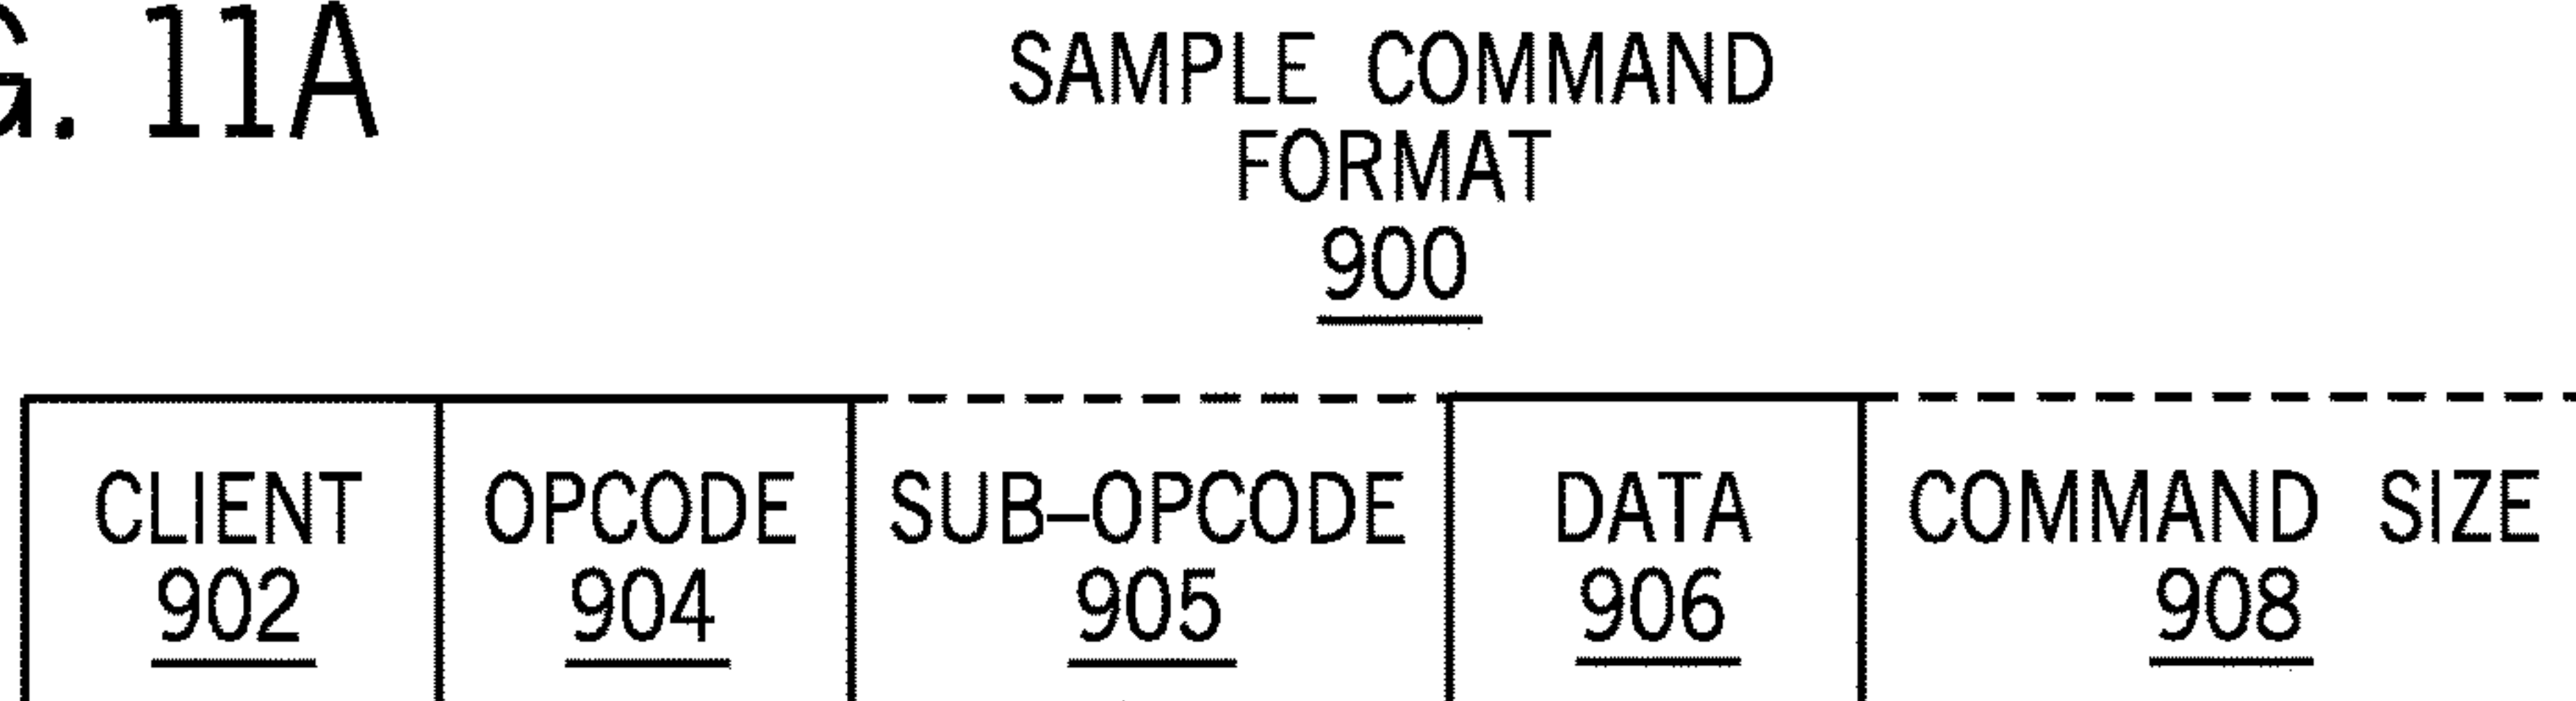 G. 11A
SAMPLE COMMAND
FORMAT
900
CLIENT OPCODE SUB–OPCODE DATA COMMAND SIZE
902 904 905 906 908